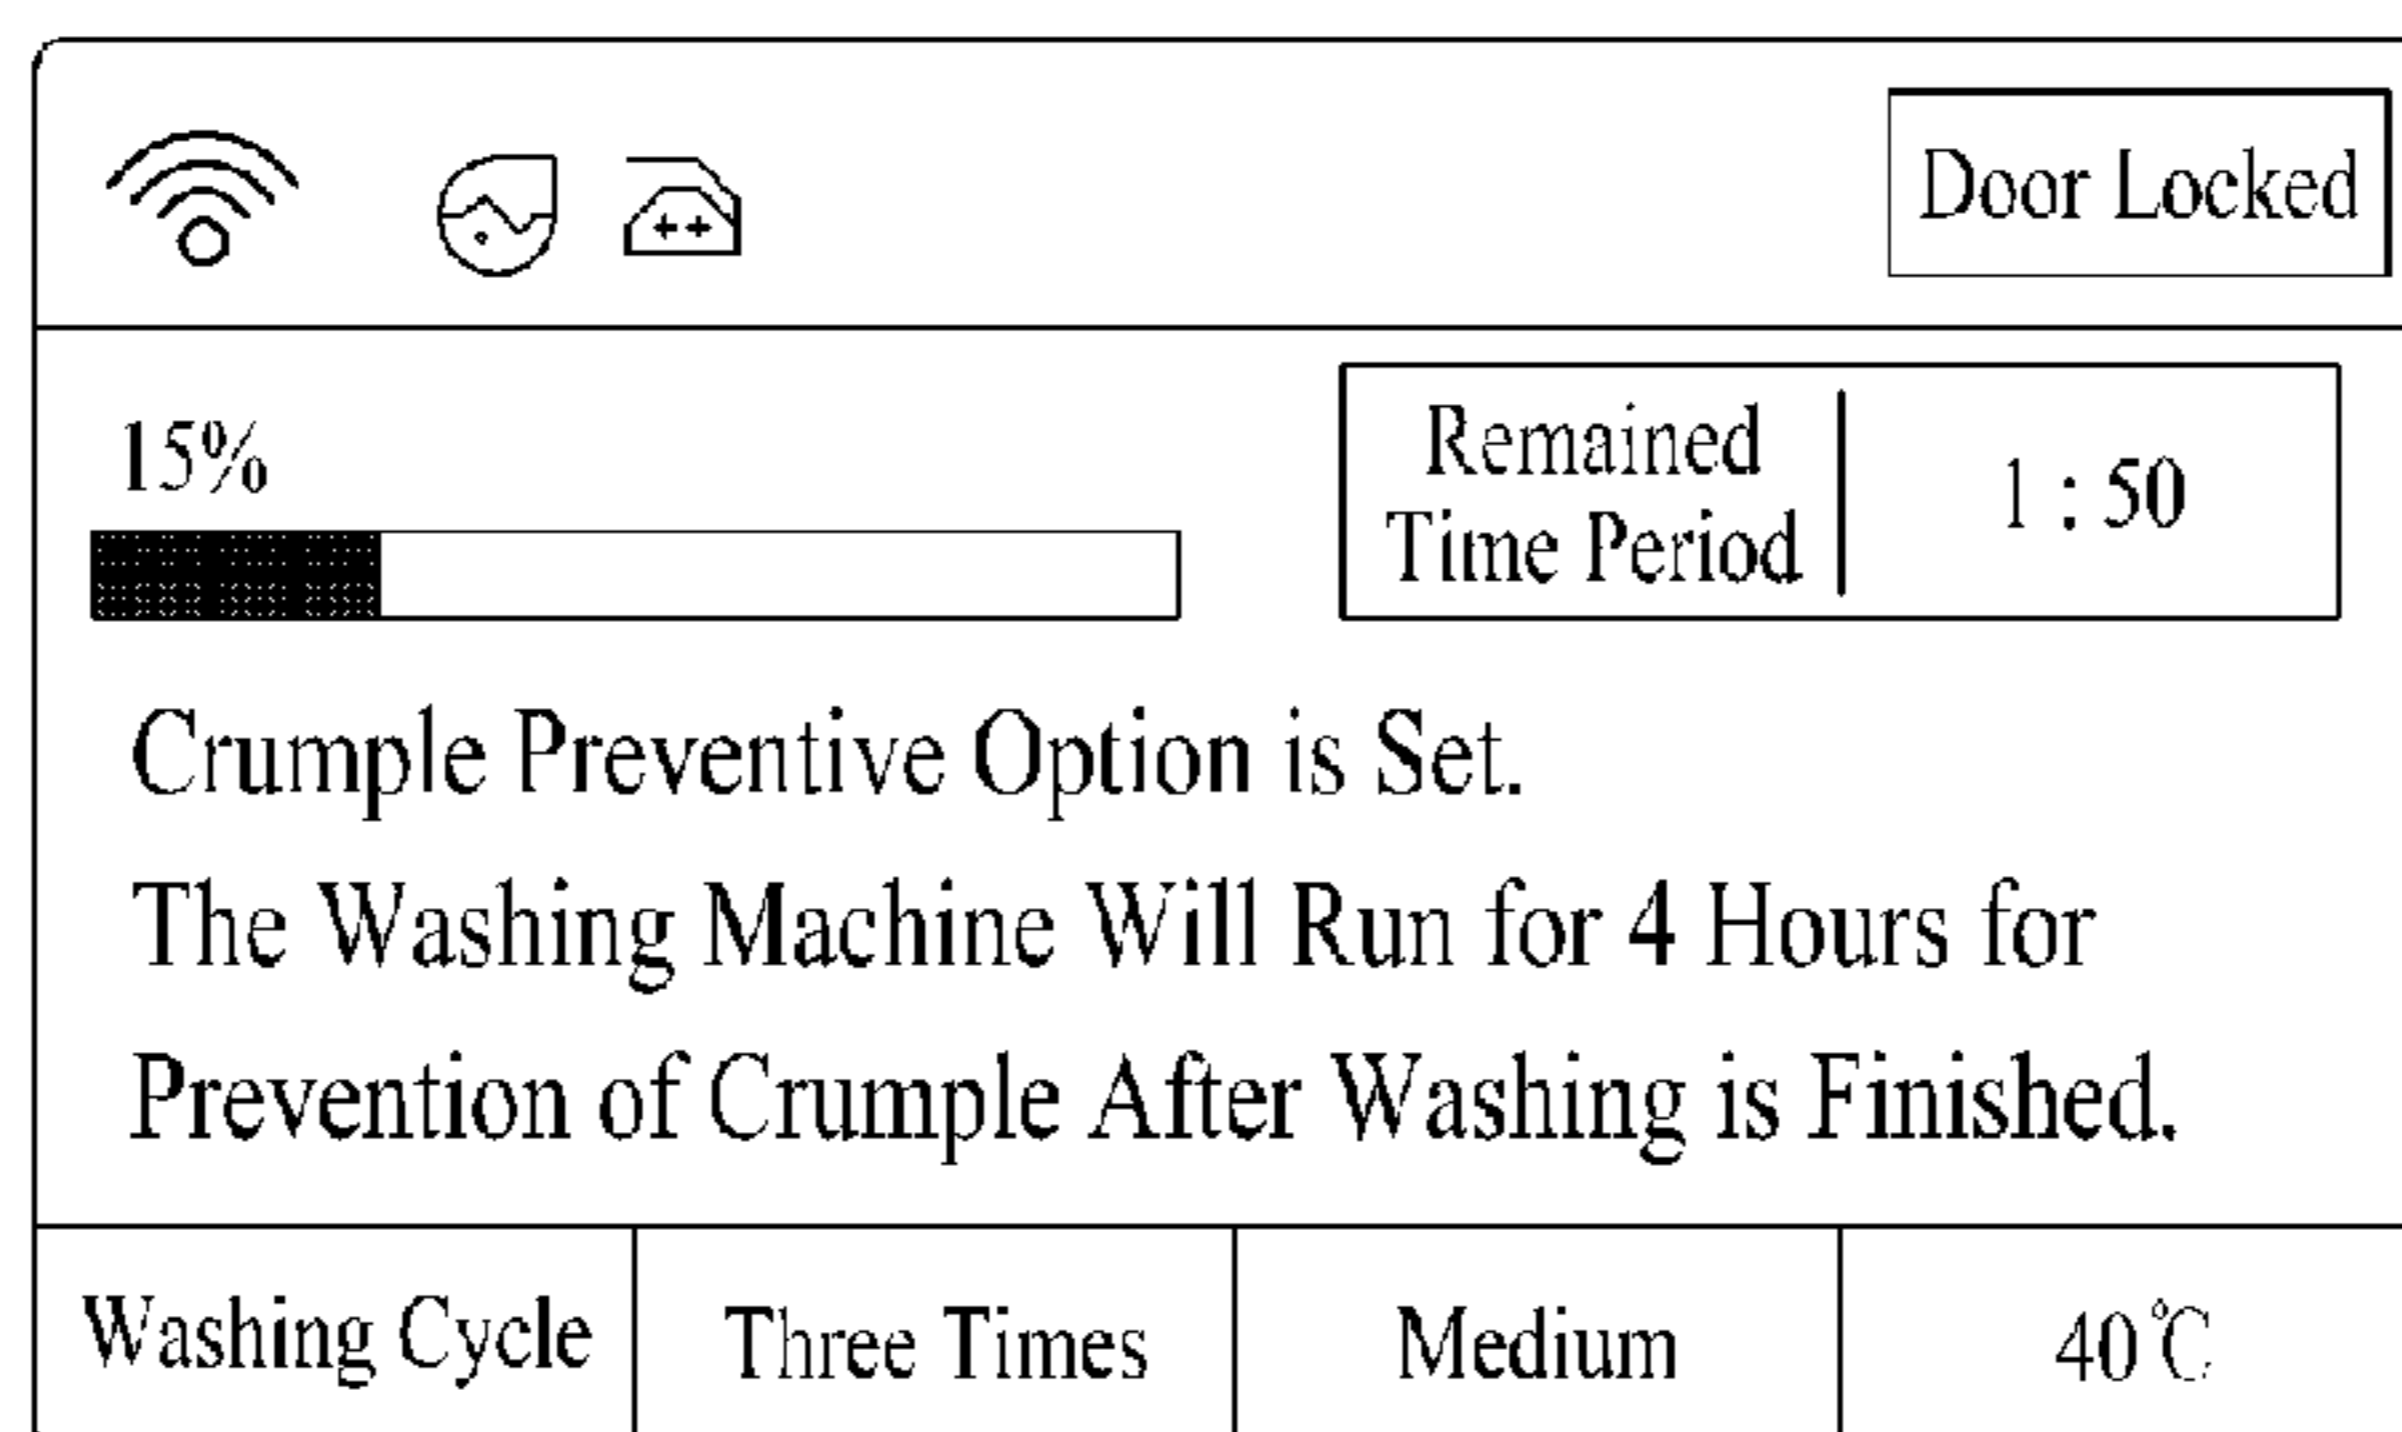 Door Locked
15%
Remained
Time Period
1 : 50
Crumple Preventive Option is Set.
The Washing Machine Will Run for 4 Hours for
Prevention of Crumple After Washing is Finished.
Washing Cycle
Three Times
Medium
40℃